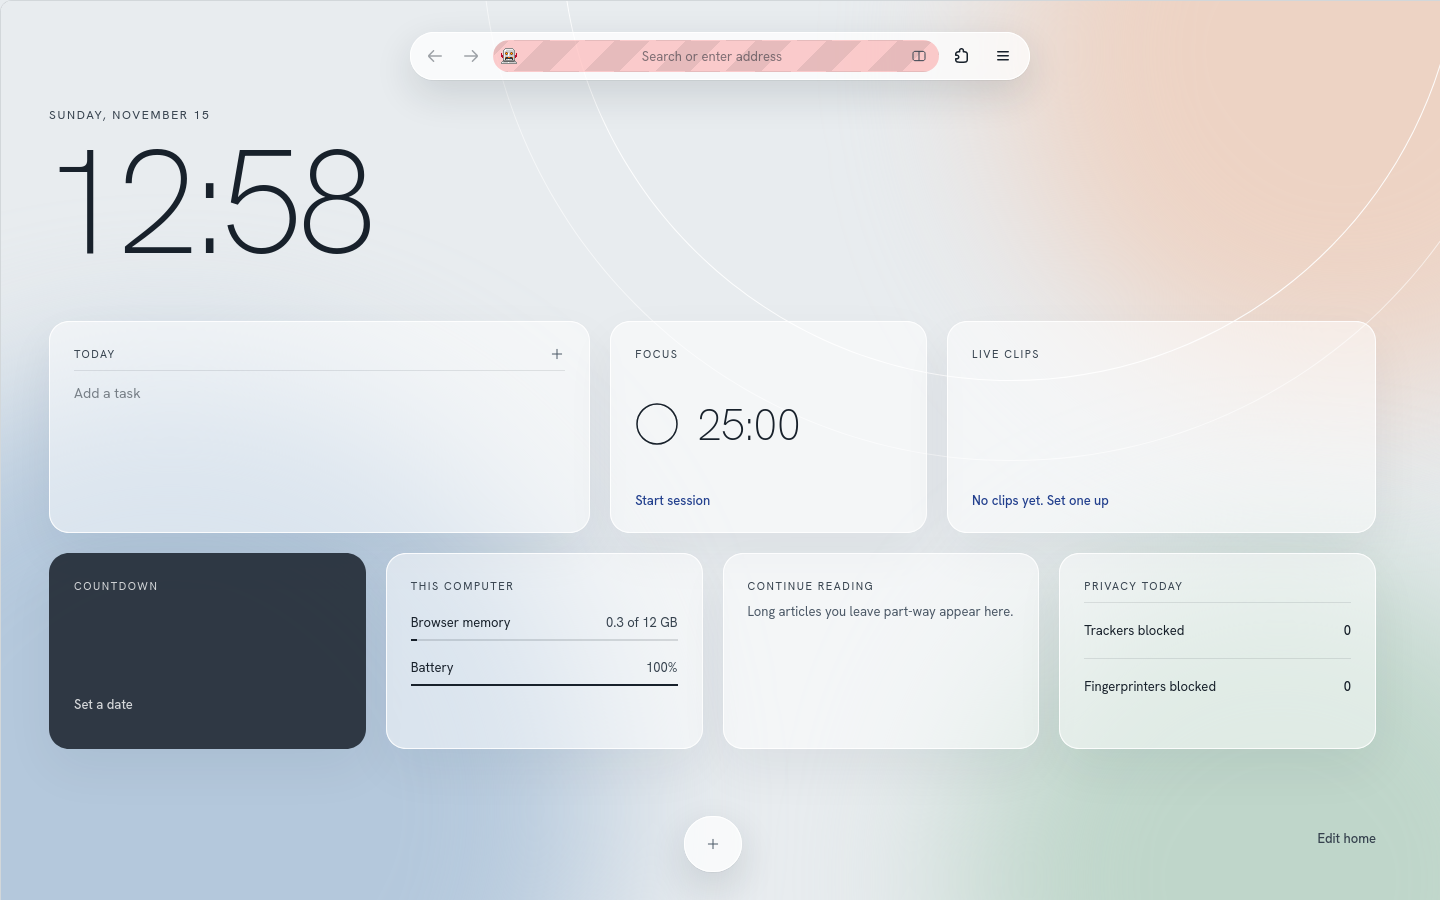 Search or enter address
SUNDAY, NOVEMBER 15
12:58
TODAY
Add a task
FOCUS
25:00
Start session
LIVE CLIPS
No clips yet. Set one up
COUNTDOWN
Set a date
THIS COMPUTER
Browser memory 0.3 of 12 GB
Battery 100%
CONTINUE READING
Long articles you leave part-way appear here.
PRIVACY TODAY
Trackers blocked 0
Fingerprinters blocked 0
Edit home